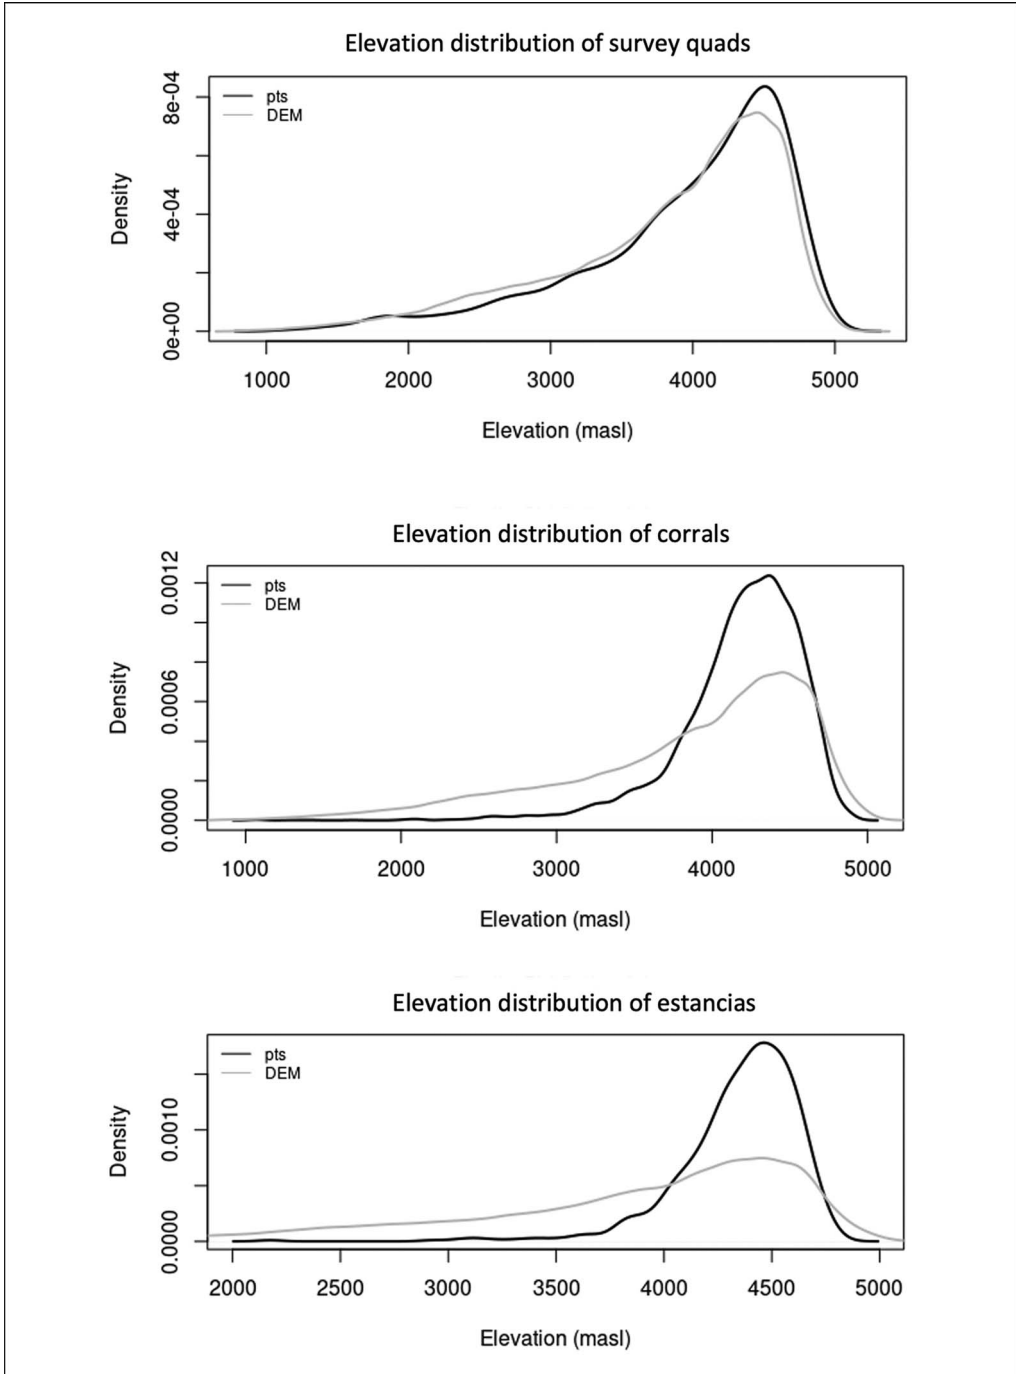 Elevation distribution of survey quads
pts
DEM
Density
0e+00 4e-04 8e-04
1000 2000 3000 4000 5000
Elevation (masl)
Elevation distribution of corrals
pts
DEM
Density
0.0000 0.0006 0.0012
1000 2000 3000 4000 5000
Elevation (masl)
Elevation distribution of estancias
pts
DEM
Density
0.0000 0.0010
2000 2500 3000 3500 4000 4500 5000
Elevation (masl)